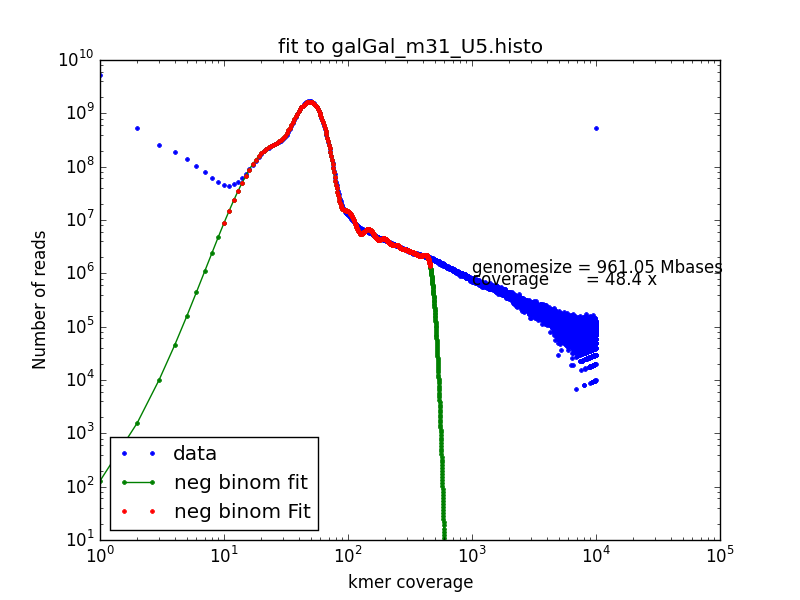 fit to galGal_m31_U5.histo
Number of reads
10^10
10^9
10^8
10^7
10^6
10^5
10^4
10^3
10^2
10^1
genomesize = 961.05 Mbases
coverage = 48.4 x
data
neg binom fit
neg binom Fit
10^0 10^1 10^2 10^3 10^4 10^5
kmer coverage